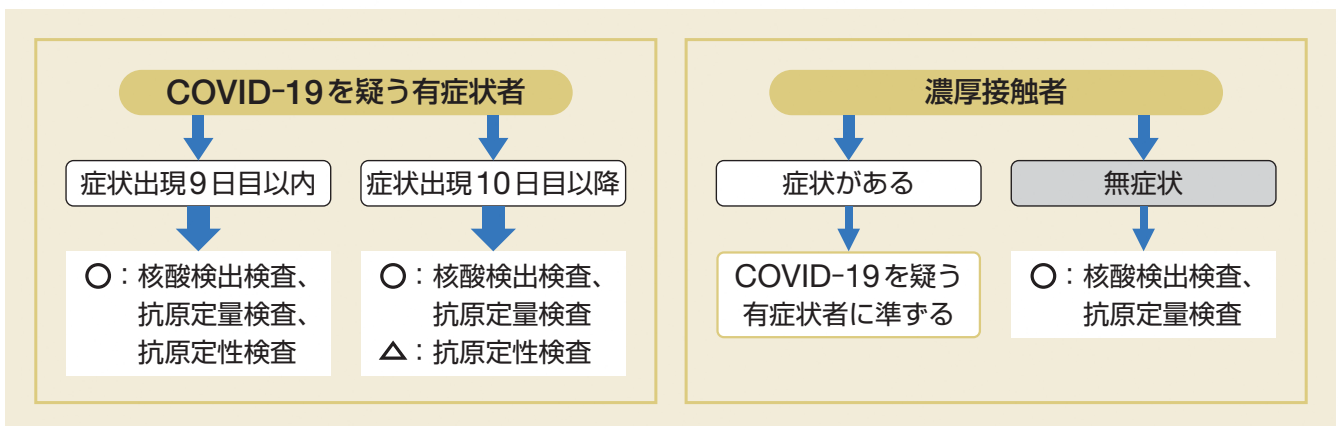 COVID-19を疑う有症状者
症状出現9日目以内
○：核酸検出検査、
抗原定量検査、
抗原定性検査
症状出現10日目以降
○：核酸検出検査、
抗原定量検査
△：抗原定性検査
濃厚接触者
症状がある
COVID-19を疑う
有症状者に準ずる
無症状
○：核酸検出検査、
抗原定量検査